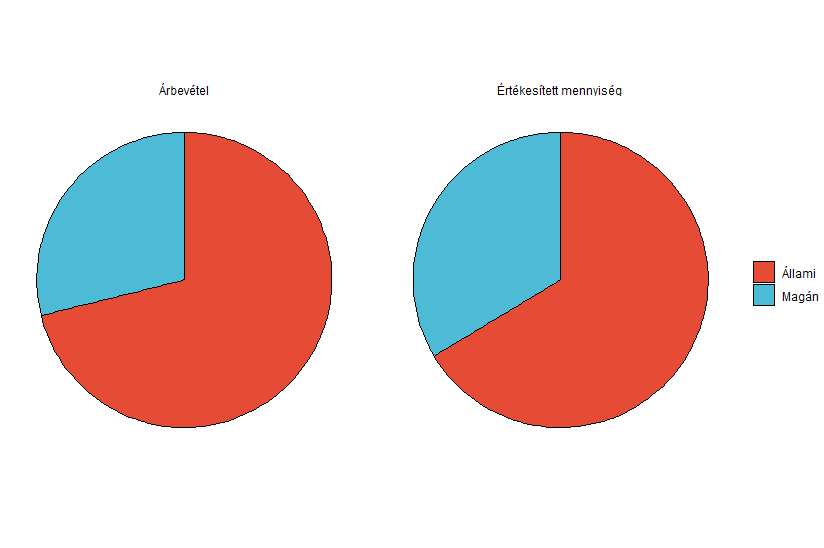 Árbevétel
Értékesített mennyiség
Állami
Magán